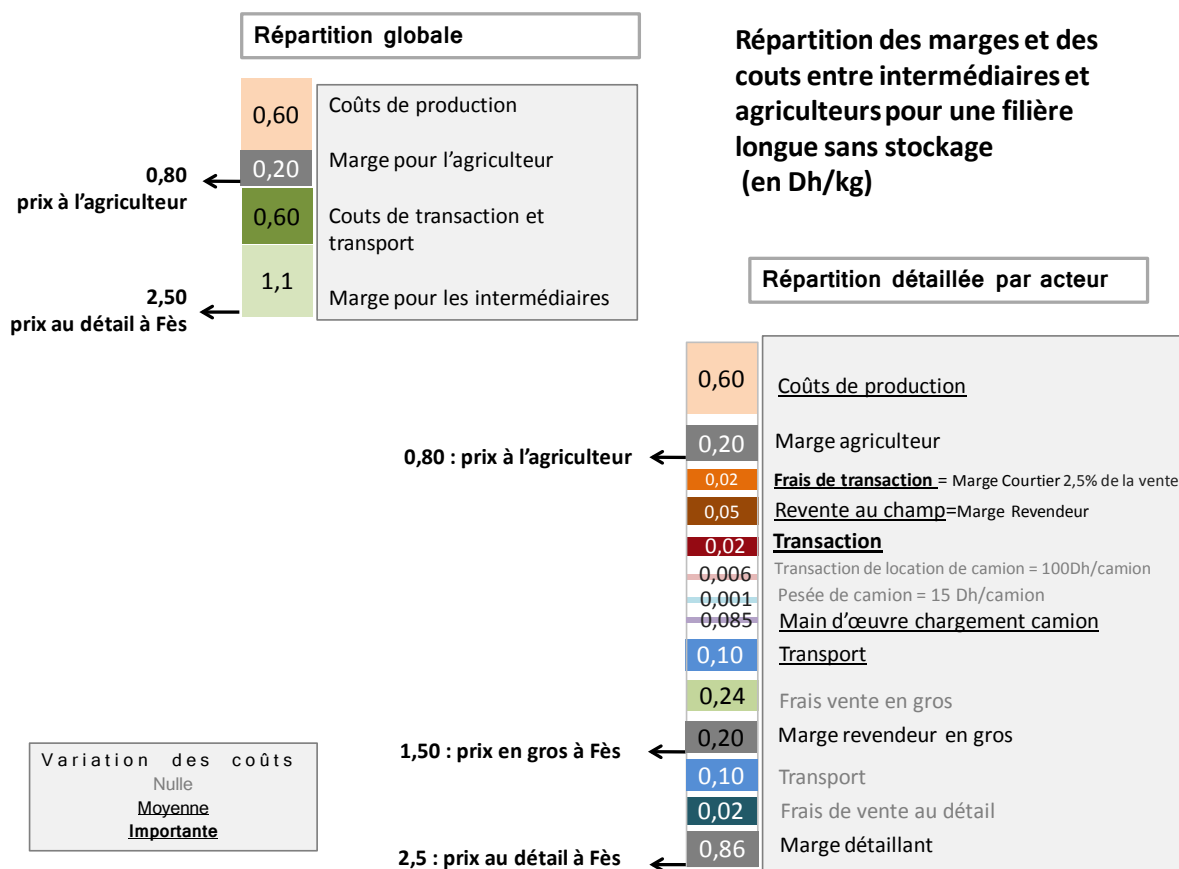 Répartition globale
Répartition des marges et des
couts entre intermédiaires et
agriculteurs pour une filière
longue sans stockage
(en Dh/kg)
0,60
Coûts de production
0,20
Marge pour l'agriculteur
0,80
prix à l'agriculteur
0,60
Couts de transaction et
transport
1,1
Marge pour les intermédiaires
2,50
prix au détail à Fès
Répartition détaillée par acteur
0,60
Coûts de production
0,20
Marge agriculteur
0,80 : prix à l'agriculteur
0,02
Frais de transaction = Marge Courtier 2,5% de la vente
0,05
Revente au champ=Marge Revendeur
0,02
Transaction
0,006
Transaction de location de camion = 100Dh/camion
0,001
Pesée de camion = 15 Dh/camion
0,085
Main d'œuvre chargement camion
0,10
Transport
0,24
Frais vente en gros
0,20
Marge revendeur en gros
1,50 : prix en gros à Fès
0,10
Transport
0,02
Frais de vente au détail
0,86
Marge détaillant
2,5 : prix au détail à Fès
Variation des coûts
Nulle
Moyenne
Importante